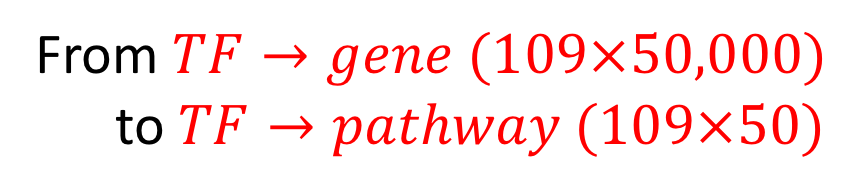 From TF → gene (109×50,000)
to TF → pathway (109×50)